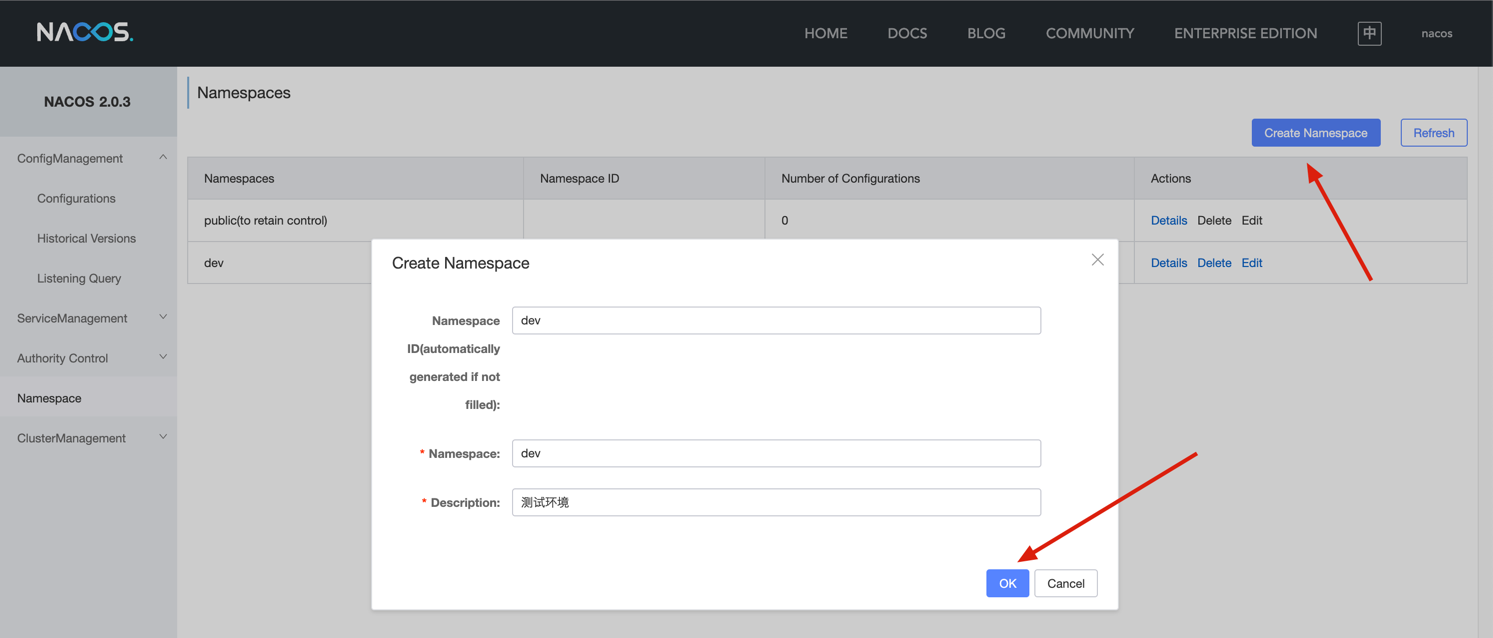 NACOS.
HOME DOCS BLOG COMMUNITY ENTERPRISE EDITION 中 nacos
NACOS 2.0.3
ConfigManagement
Configurations
Historical Versions
Listening Query
ServiceManagement
Authority Control
Namespace
ClusterManagement
Namespaces
Create Namespace Refresh
Namespaces Namespace ID Number of Configurations Actions
public(to retain control) 0 Details Delete Edit
dev Details Delete Edit
Create Namespace
Namespace dev
ID(automatically
generated if not
filled):
* Namespace: dev
* Description: 测试环境
OK Cancel